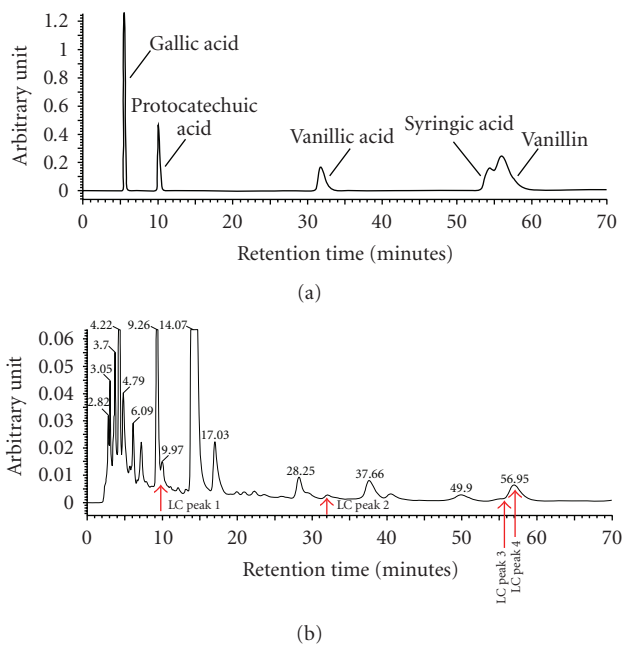 1.2
1
0.8
0.6
0.4
0.2
0
Arbitrary unit
Gallic acid
Protocatechuic
acid
Vanillic acid
Syringic acid
Vanillin
0 10 20 30 40 50 60 70
Retention time (minutes)
(a)
0.06
0.05
0.04
0.03
0.02
0.01
0
Arbitrary unit
4.22 9.26 14.07
3.7
3.05
2.82
4.79
6.09
9.97
17.03
28.25
37.66
49.9
56.95
LC peak 1
LC peak 2
LC peak 3
LC peak 4
0 10 20 30 40 50 60 70
Retention time (minutes)
(b)